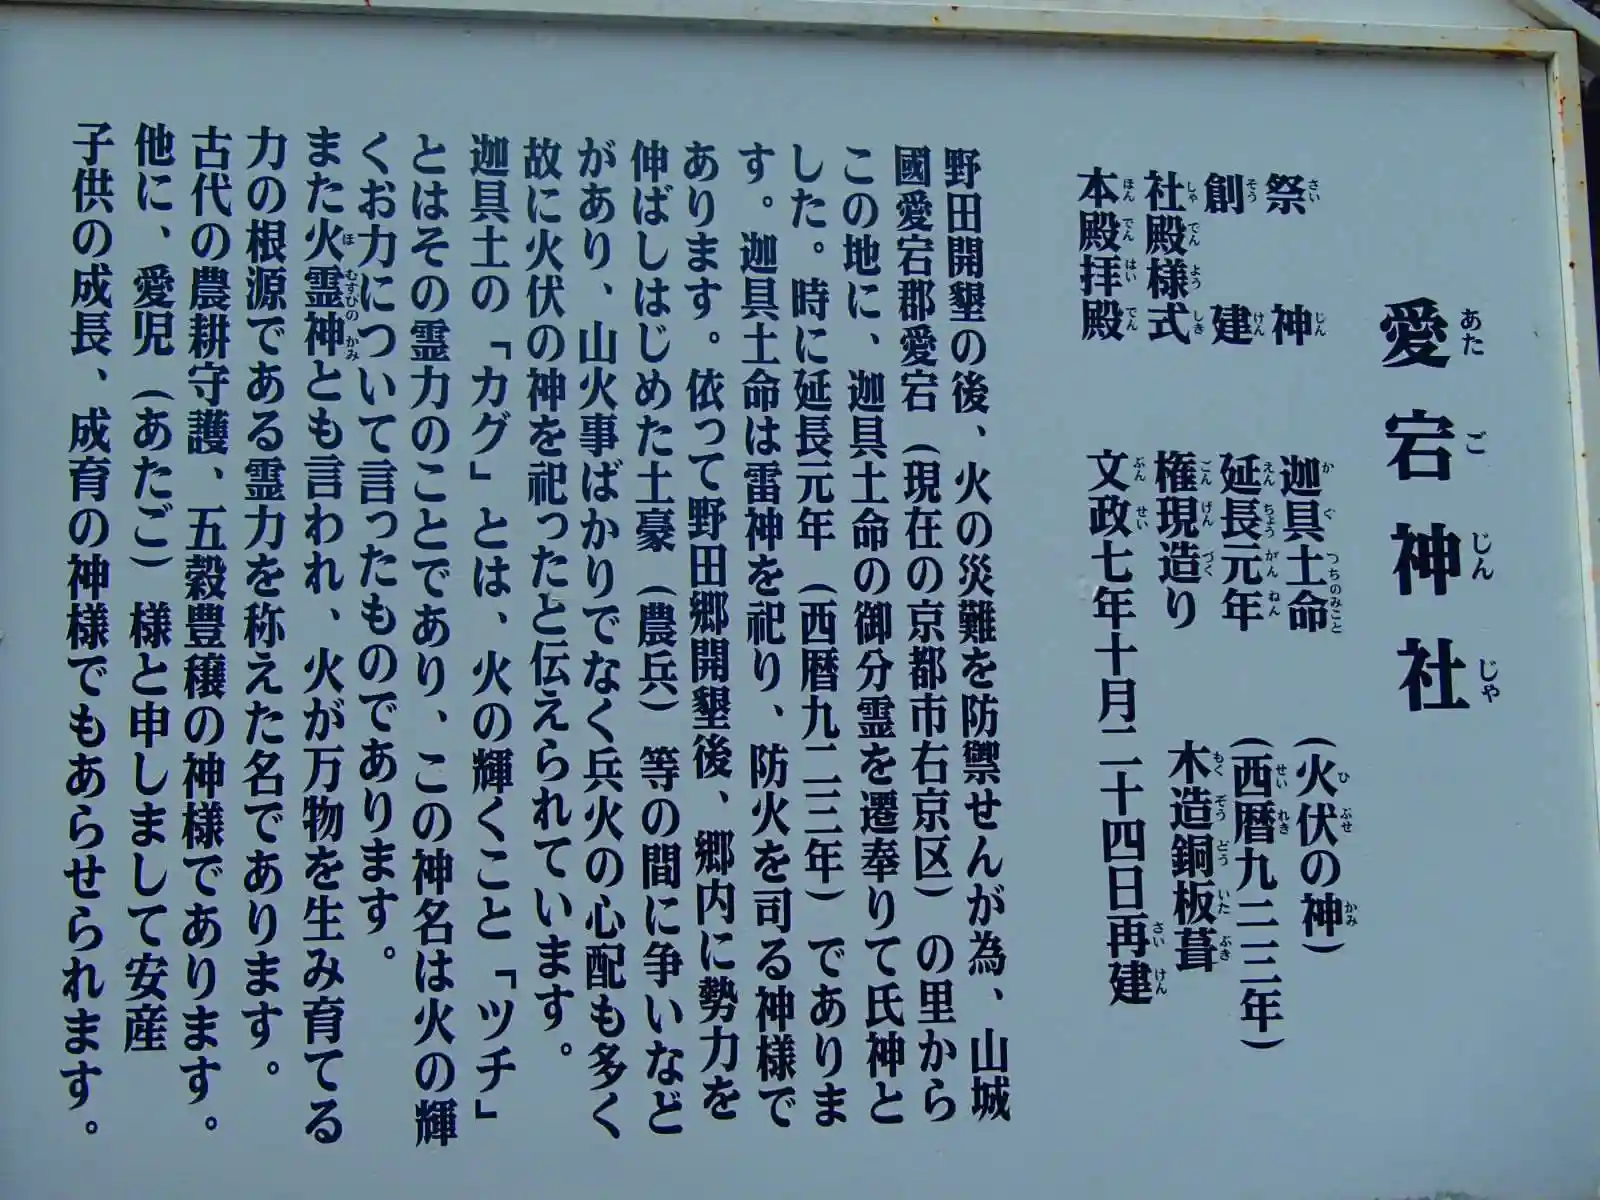 愛宕神社
祭神 迦具土命 (火伏の神)
創建 延長元年 (西暦九二三年)
社殿様式 権現造り 木造銅板葺
本殿拝殿 文政七年十月二十四日再建
野田開墾の後、火の災難を防禦せんが為、山城
國愛宕郡愛宕(現在の京都市右京区)の里から
この地に、迦具土命の御分霊を遷奉りて氏神と
した。時に延長元年(西暦九二三年)でありま
す。迦具土命は雷神を祀り、防火を司る神様で
あります。依って野田郷開墾後、郷内に勢力を
伸ばしはじめた土豪(農兵)等の間に争いなど
があり、山火事ばかりでなく兵火の心配も多く
故に火伏の神を祀ったと伝えられています。
迦具土の「カグ」とは、火の輝くこと「ツチ」
とはその霊力のことであり、この神名は火の輝
くお力について言ったものであります。
また火霊神とも言われ、火が万物を生み育てる
力の根源である霊力を称えた名であります。
古代の農耕守護、五穀豊穣の神様であります。
他に、愛児(あたご)様と申しまして安産
子供の成長、成育の神様でもあらせられます。